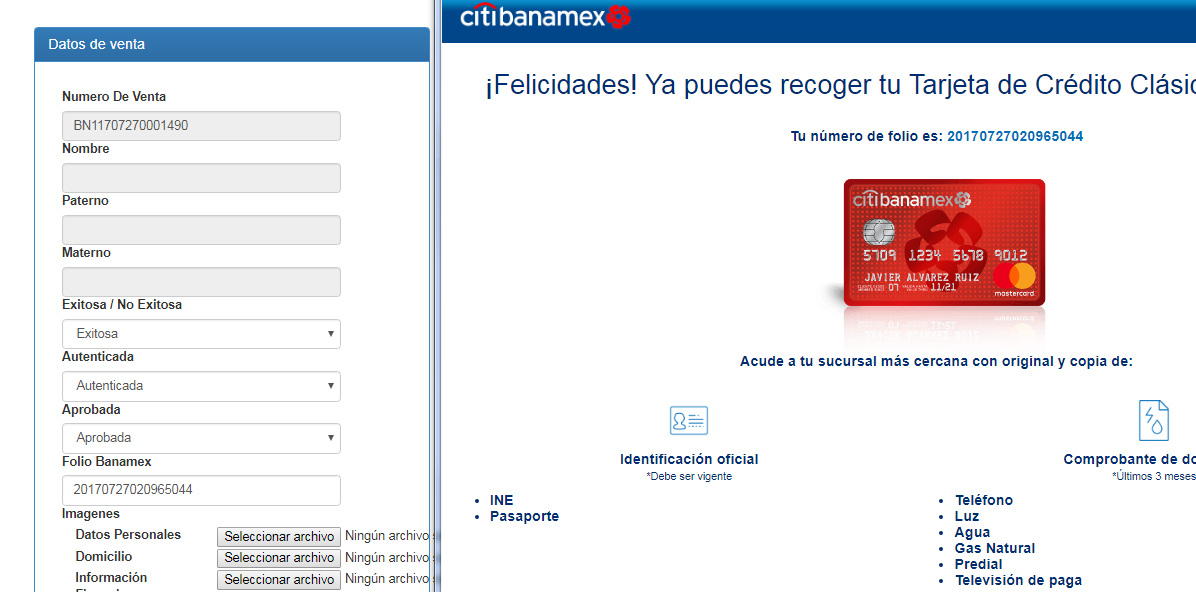 Datos de venta
Numero De Venta
BN11707270001490
Nombre
Paterno
Materno
Exitosa / No Exitosa
Exitosa
Autenticada
Autenticada
Aprobada
Aprobada
Folio Banamex
20170727020965044
Imagenes
Datos Personales Seleccionar archivo Ningún archivo
Domicilio Seleccionar archivo Ningún archivo
Información Seleccionar archivo Ningún archivo
citibanamex
¡Felicidades! Ya puedes recoger tu Tarjeta de Crédito Clásic
Tu número de folio es: 20170727020965044
citibanamex
5709 1234 5678 9012
JAVIER ALVAREZ RUIZ
07 11/21
mastercard
Acude a tu sucursal más cercana con original y copia de:
Identificación oficial
*Debe ser vigente
• INE
• Pasaporte
Comprobante de do
*Últimos 3 meses
• Teléfono
• Luz
• Agua
• Gas Natural
• Predial
• Televisión de paga